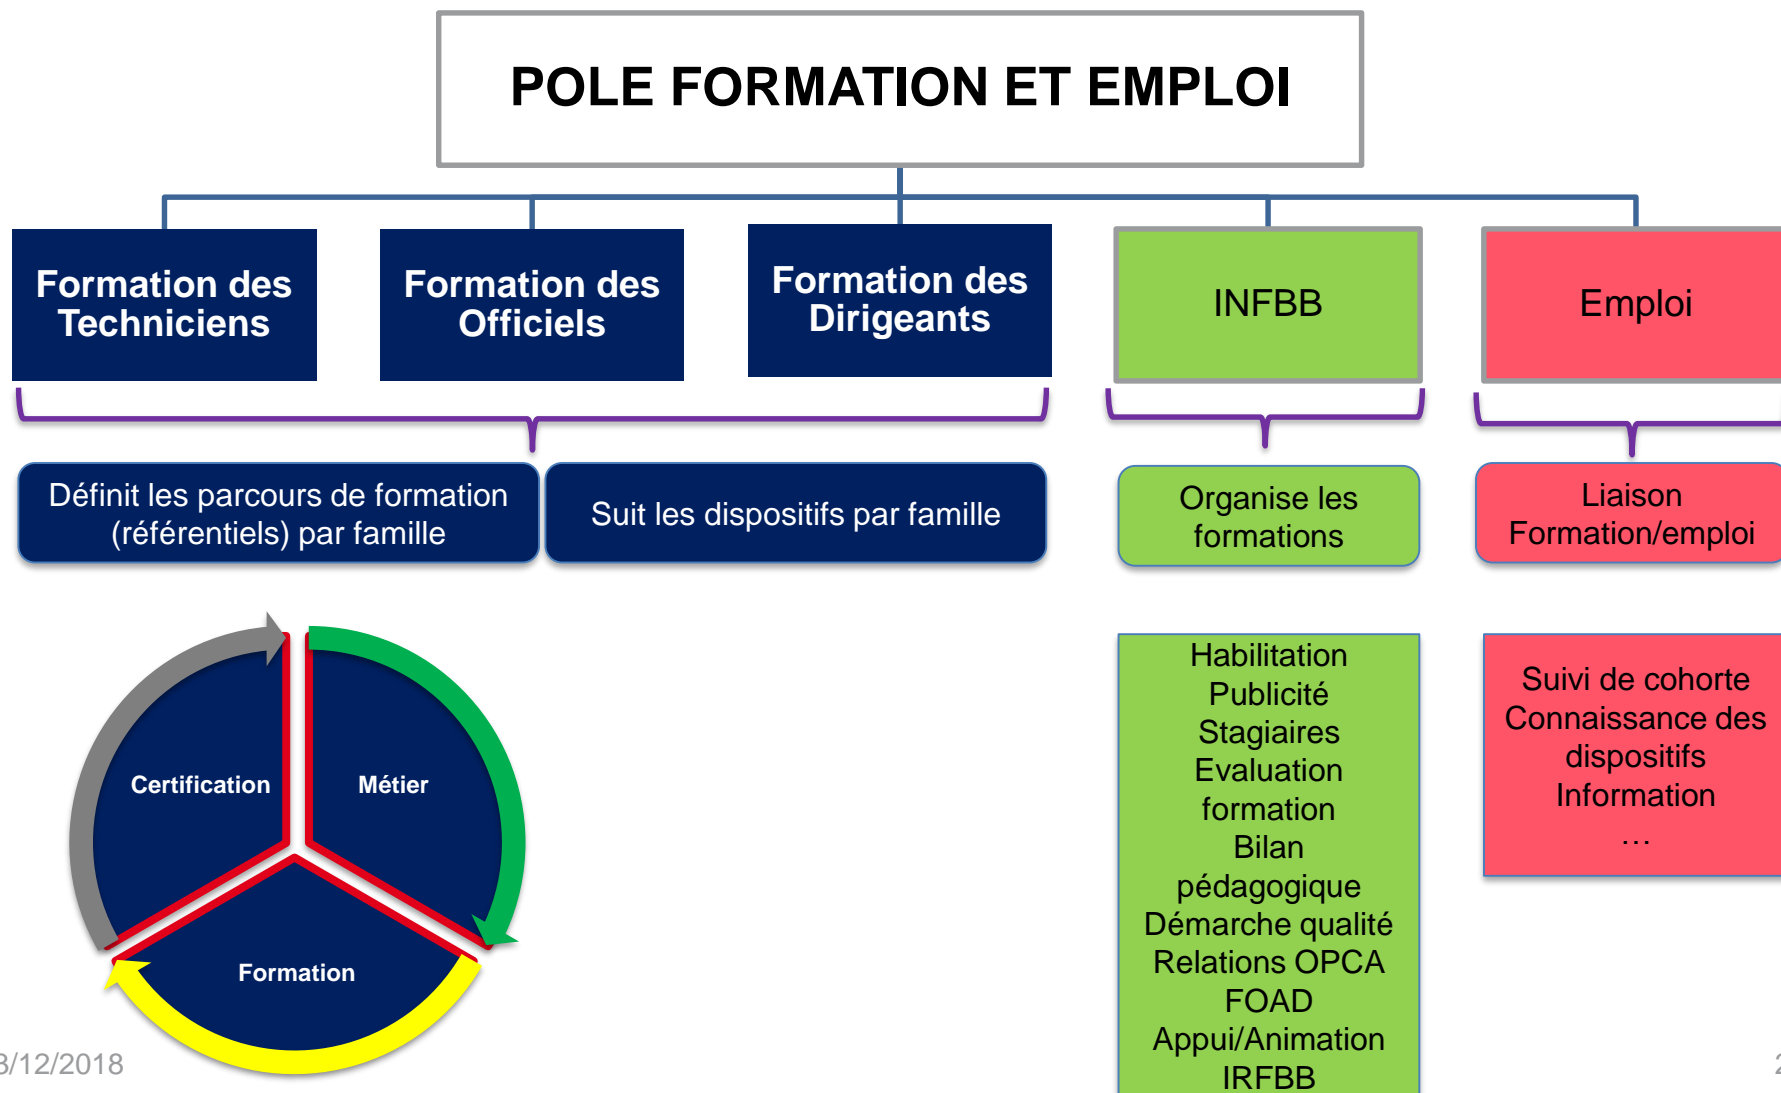 POLE FORMATION ET EMPLOI
Formation des
Techniciens
Formation des
Officiels
Formation des
Dirigeants
INFBB
Emploi
Définit les parcours de formation
(référentiels) par famille
Suit les dispositifs par famille
Organise les
formations
Liaison
Formation/emploi
Certification
Métier
Formation
Habilitation
Publicité
Stagiaires
Evaluation
formation
Bilan
pédagogique
Démarche qualité
Relations OPCA
FOAD
Appui/Animation
IRFBB
Suivi de cohorte
Connaissance des
dispositifs
Information
…
3/12/2018
2